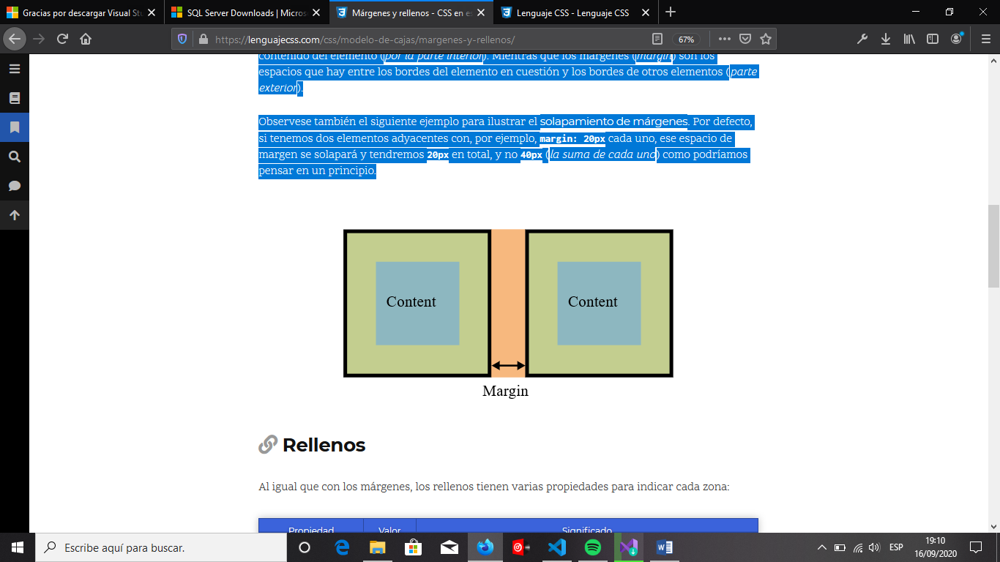 Gracias por descargar Visual Stu
SQL Server Downloads | Micros
Márgenes y rellenos - CSS en es
Lenguaje CSS - Lenguaje CSS
https://lenguajecss.com/css/modelo-de-cajas/margenes-y-rellenos/
67%
contenido del elemento (por la parte interior). Mientras que los márgenes (margin) son los
espacios que hay entre los bordes del elemento en cuestión y los bordes de otros elementos (parte
exterior).
Observese también el siguiente ejemplo para ilustrar el solapamiento de márgenes. Por defecto,
si tenemos dos elementos adyacentes con, por ejemplo, margin: 20px cada uno, ese espacio de
margen se solapará y tendremos 20px en total, y no 40px (la suma de cada uno) como podríamos
pensar en un principio.
Content
Content
Margin
Rellenos
Al igual que con los márgenes, los rellenos tienen varias propiedades para indicar cada zona:
Propiedad Valor Significado
Escribe aquí para buscar.
ESP
19:10
16/09/2020